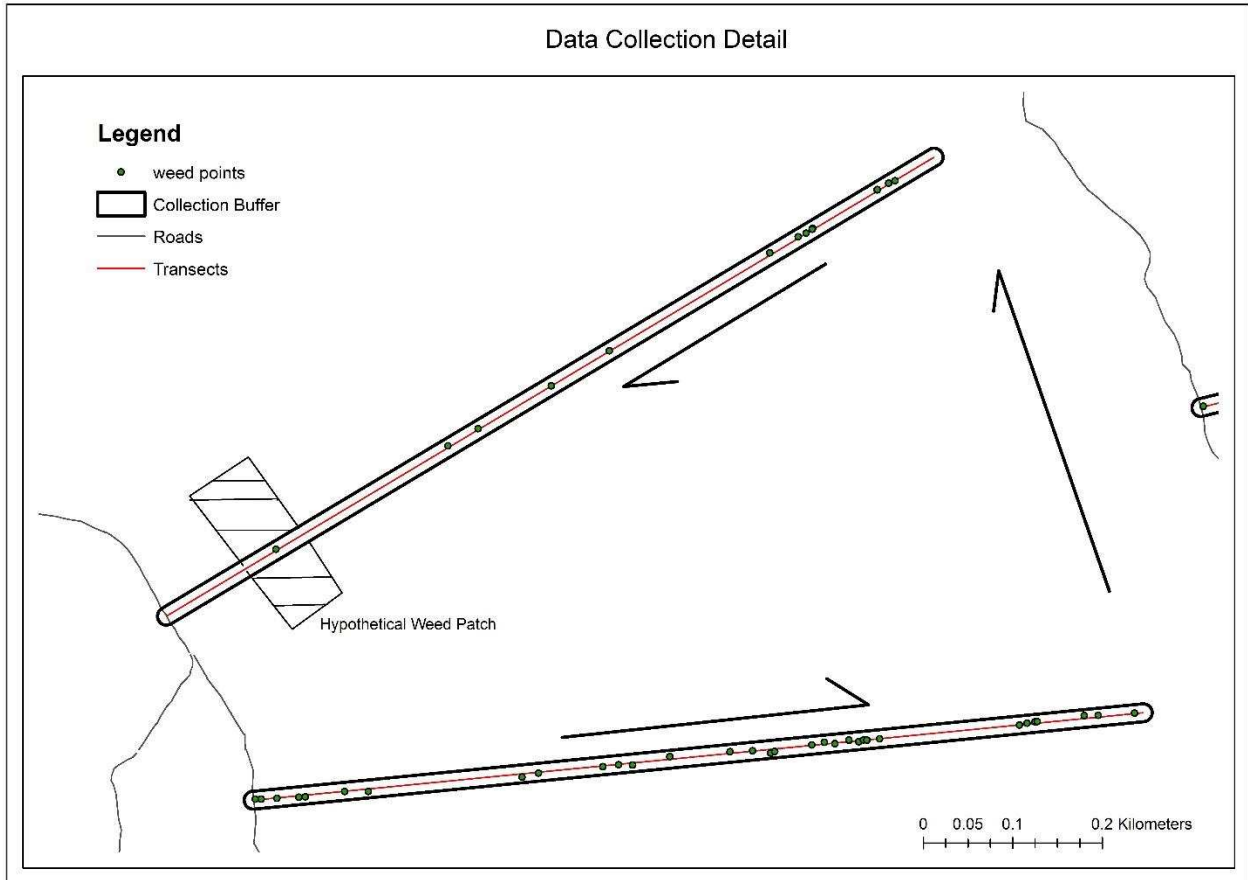 Data Collection Detail
Legend
weed points
Collection Buffer
Roads
Transects
Hypothetical Weed Patch
0 0.05 0.1 0.2 Kilometers